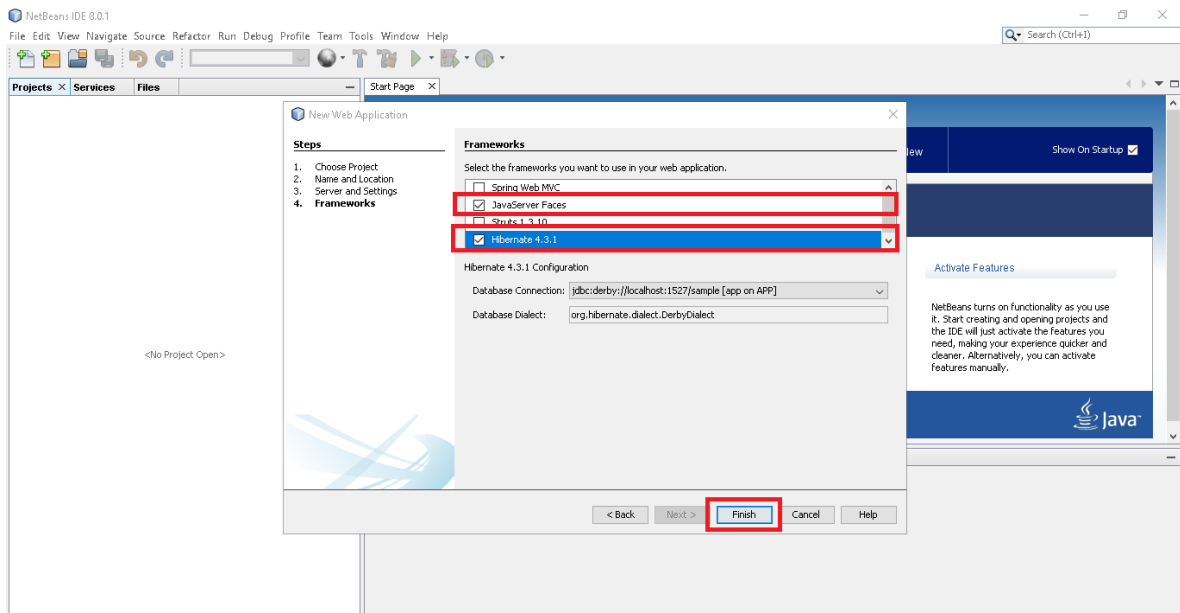 NetBeans IDE 8.0.1
File Edit View Navigate Source Refactor Run Debug Profile Team Tools Window Help
Search (Ctrl+I)
Projects Services Files
Start Page
New Web Application
Steps
1. Choose Project
2. Name and Location
3. Server and Settings
4. Frameworks
Frameworks
Select the frameworks you want to use in your web application.
Spring Web MVC
JavaServer Faces
Struts 1.3.10
Hibernate 4.3.1
Hibernate 4.3.1 Configuration
Database Connection: jdbc:derby://localhost:1527/sample [app on APP]
Database Dialect: org.hibernate.dialect.DerbyDialect
< Back Next > Finish Cancel Help
<No Project Open>
Show On Startup
Activate Features
NetBeans turns on functionality as you use
it. Start creating and opening projects and
the IDE will just activate the features you
need, making your experience quicker and
cleaner. Alternatively, you can activate
features manually.
Java